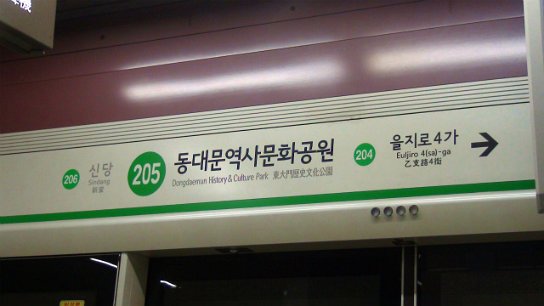 206
신당
Sindang
新堂
205
동대문역사문화공원
Dongdaemun History & Culture Park 東大門歷史文化公園
204
을지로4가
Euljiro 4(sa)-ga
乙支路4街